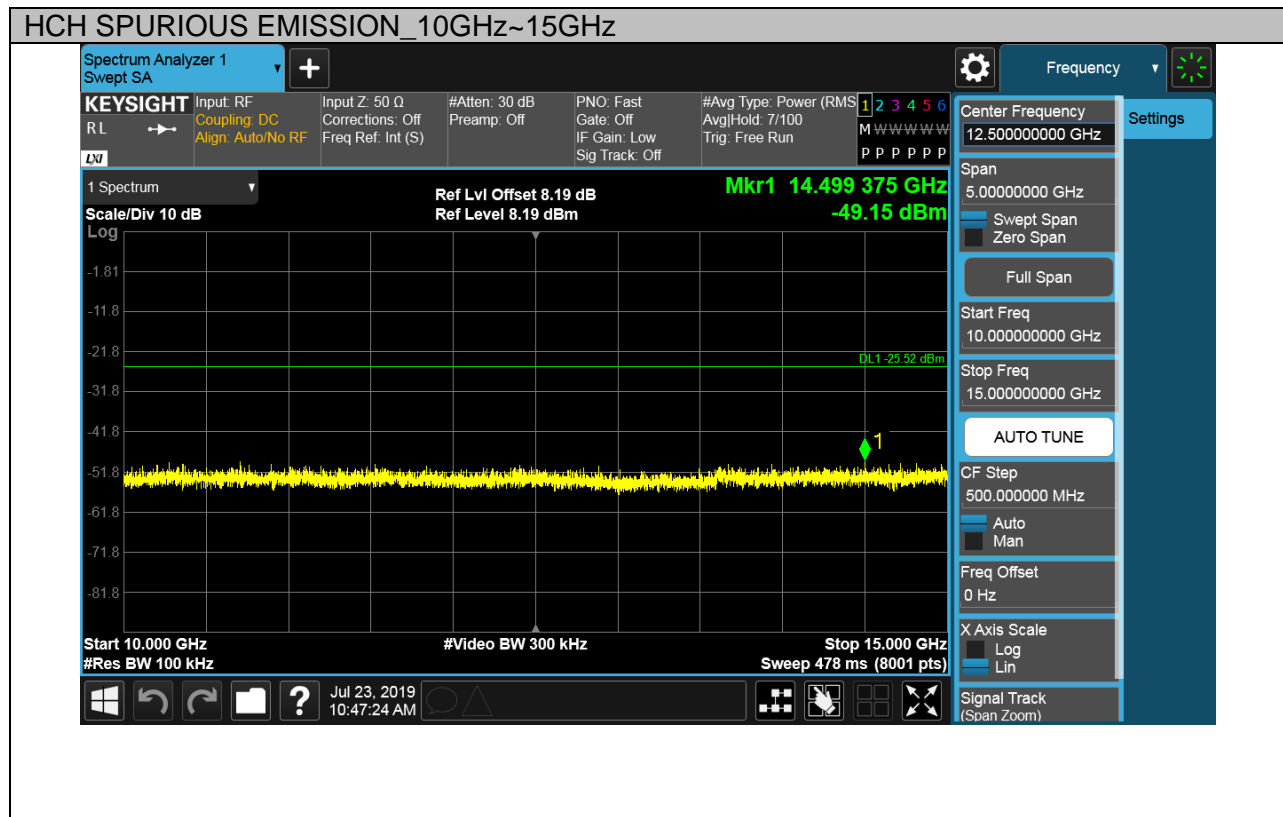 HCH SPURIOUS EMISSION_10GHz~15GHz
Spectrum Analyzer 1
Swept SA
Frequency
KEYSIGHT
RL
LXI
Input: RF
Coupling: DC
Align: Auto/No RF
Input Z: 50 Ω
Corrections: Off
Freq Ref: Int (S)
#Atten: 30 dB
Preamp: Off
PNO: Fast
Gate: Off
IF Gain: Low
Sig Track: Off
#Avg Type: Power (RMS
Avg|Hold: 7/100
Trig: Free Run
1 2 3 4 5 6
M W W W W W
P P P P P P
1 Spectrum
Scale/Div 10 dB
Log
Ref Lvl Offset 8.19 dB
Ref Level 8.19 dBm
Mkr1 14.499 375 GHz
-49.15 dBm
-1.81
-11.8
-21.8
DL1 -25.52 dBm
-31.8
-41.8
1
-51.8
-61.8
-71.8
-81.8
Start 10.000 GHz
#Video BW 300 kHz
Stop 15.000 GHz
#Res BW 100 kHz
Sweep 478 ms (8001 pts)
?
Jul 23, 2019
10:47:24 AM
Center Frequency
12.500000000 GHz
Settings
Span
5.00000000 GHz
Swept Span
Zero Span
Full Span
Start Freq
10.000000000 GHz
Stop Freq
15.000000000 GHz
AUTO TUNE
CF Step
500.000000 MHz
Auto
Man
Freq Offset
0 Hz
X Axis Scale
Log
Lin
Signal Track
(Span Zoom)